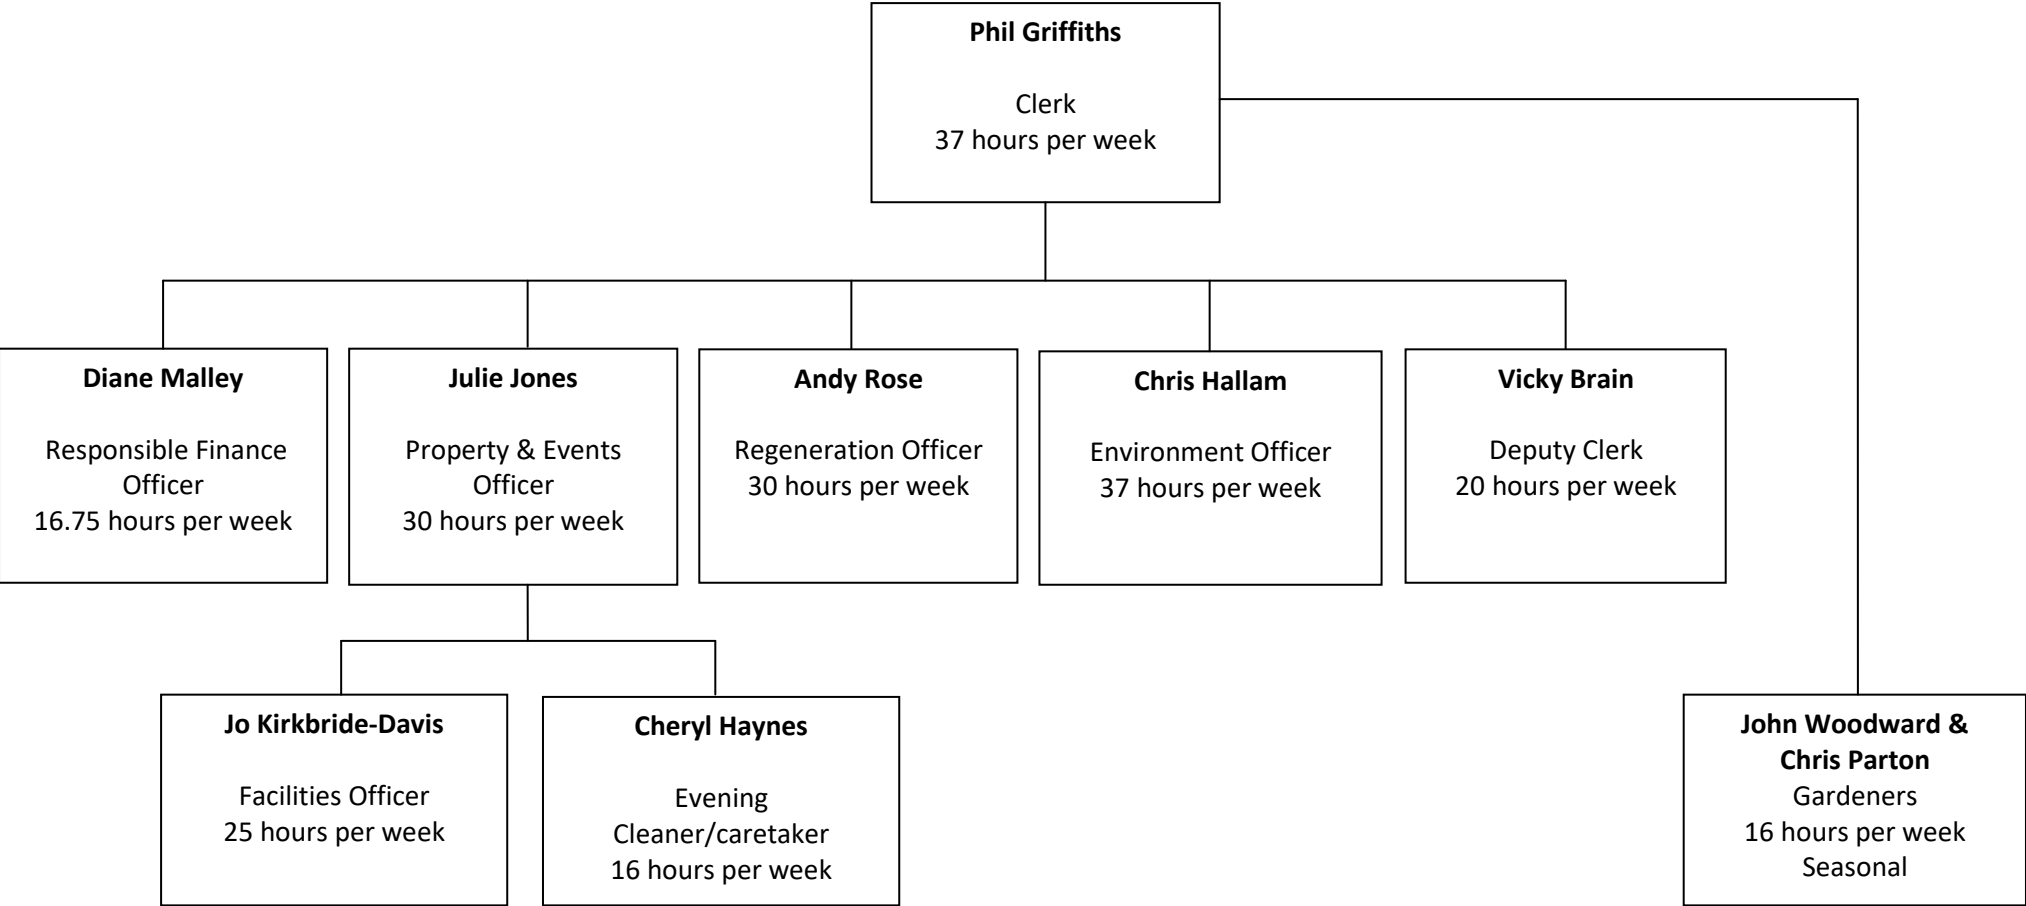 Phil Griffiths
Clerk
37 hours per week
Diane Malley
Responsible Finance
Officer
16.75 hours per week
Julie Jones
Property & Events
Officer
30 hours per week
Andy Rose
Regeneration Officer
30 hours per week
Chris Hallam
Environment Officer
37 hours per week
Vicky Brain
Deputy Clerk
20 hours per week
Jo Kirkbride-Davis
Facilities Officer
25 hours per week
Cheryl Haynes
Evening
Cleaner/caretaker
16 hours per week
John Woodward &
Chris Parton
Gardeners
16 hours per week
Seasonal